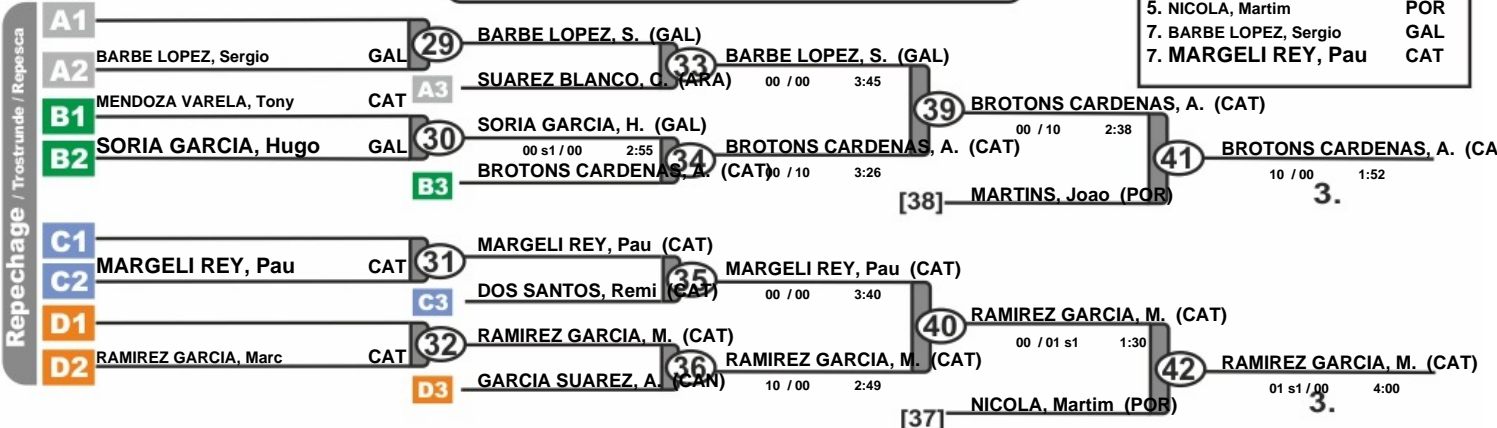 5. NICOLA, Martim POR
7. BARBE LOPEZ, Sergio GAL
7. MARGELI REY, Pau CAT
Repechage / Trostrunde / Repesca
A1
A2 BARBE LOPEZ, Sergio GAL
29
BARBE LOPEZ, S. (GAL)
A3 SUAREZ BLANCO, C. (ARA)
33
BARBE LOPEZ, S. (GAL)
00 / 00 3:45
B1 MENDOZA VARELA, Tony CAT
B2 SORIA GARCIA, Hugo GAL
30
SORIA GARCIA, H. (GAL)
00 s1 / 00 2:55
B3 BROTONS CARDENAS, A. (CAT)
34
BROTONS CARDENAS, A. (CAT)
00 / 10 3:26
39
BROTONS CARDENAS, A. (CAT)
00 / 10 2:38
[38] MARTINS, Joao (POR)
41
BROTONS CARDENAS, A. (CA
10 / 00 1:52
3.
C1
C2 MARGELI REY, Pau CAT
31
MARGELI REY, Pau (CAT)
C3 DOS SANTOS, Remi (CAT)
35
MARGELI REY, Pau (CAT)
00 / 00 3:40
D1
D2 RAMIREZ GARCIA, Marc CAT
32
RAMIREZ GARCIA, M. (CAT)
D3 GARCIA SUAREZ, A. (CAN)
36
RAMIREZ GARCIA, M. (CAT)
10 / 00 2:49
40
RAMIREZ GARCIA, M. (CAT)
00 / 01 s1 1:30
[37] NICOLA, Martim (POR)
42
RAMIREZ GARCIA, M. (CAT)
01 s1 / 00 4:00
3.